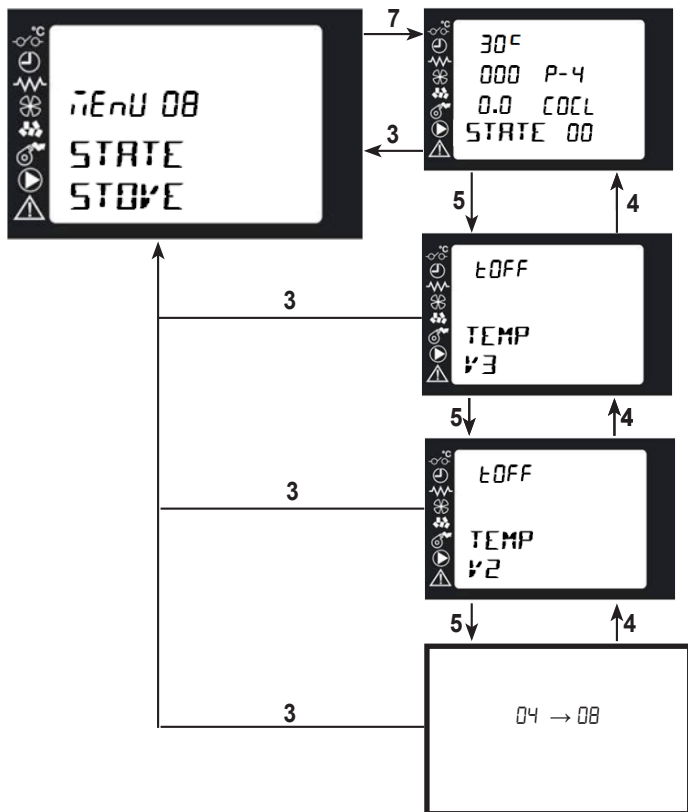 MEnU 08
STATE
STOVE
7
3
°C
30c
000 P-4
0.0 COCL
STATE 00
5
4
°C
tOFF
TEMP
V3
3
5
4
°C
tOFF
TEMP
V2
3
5
4
04 → 08
3
°C